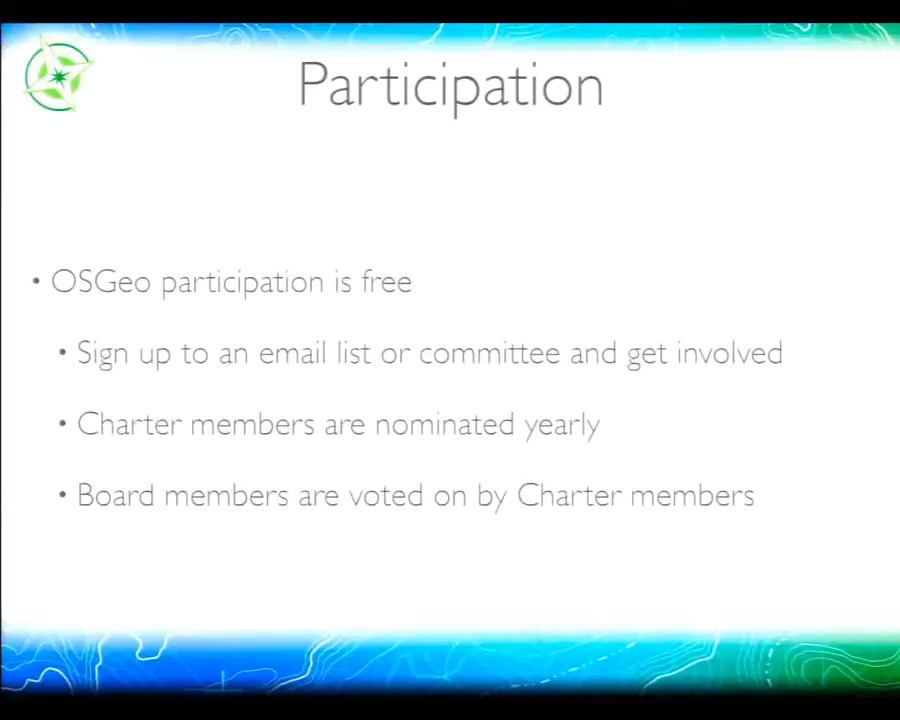 Participation
• OSGeo participation is free
• Sign up to an email list or committee and get involved
• Charter members are nominated yearly
• Board members are voted on by Charter members